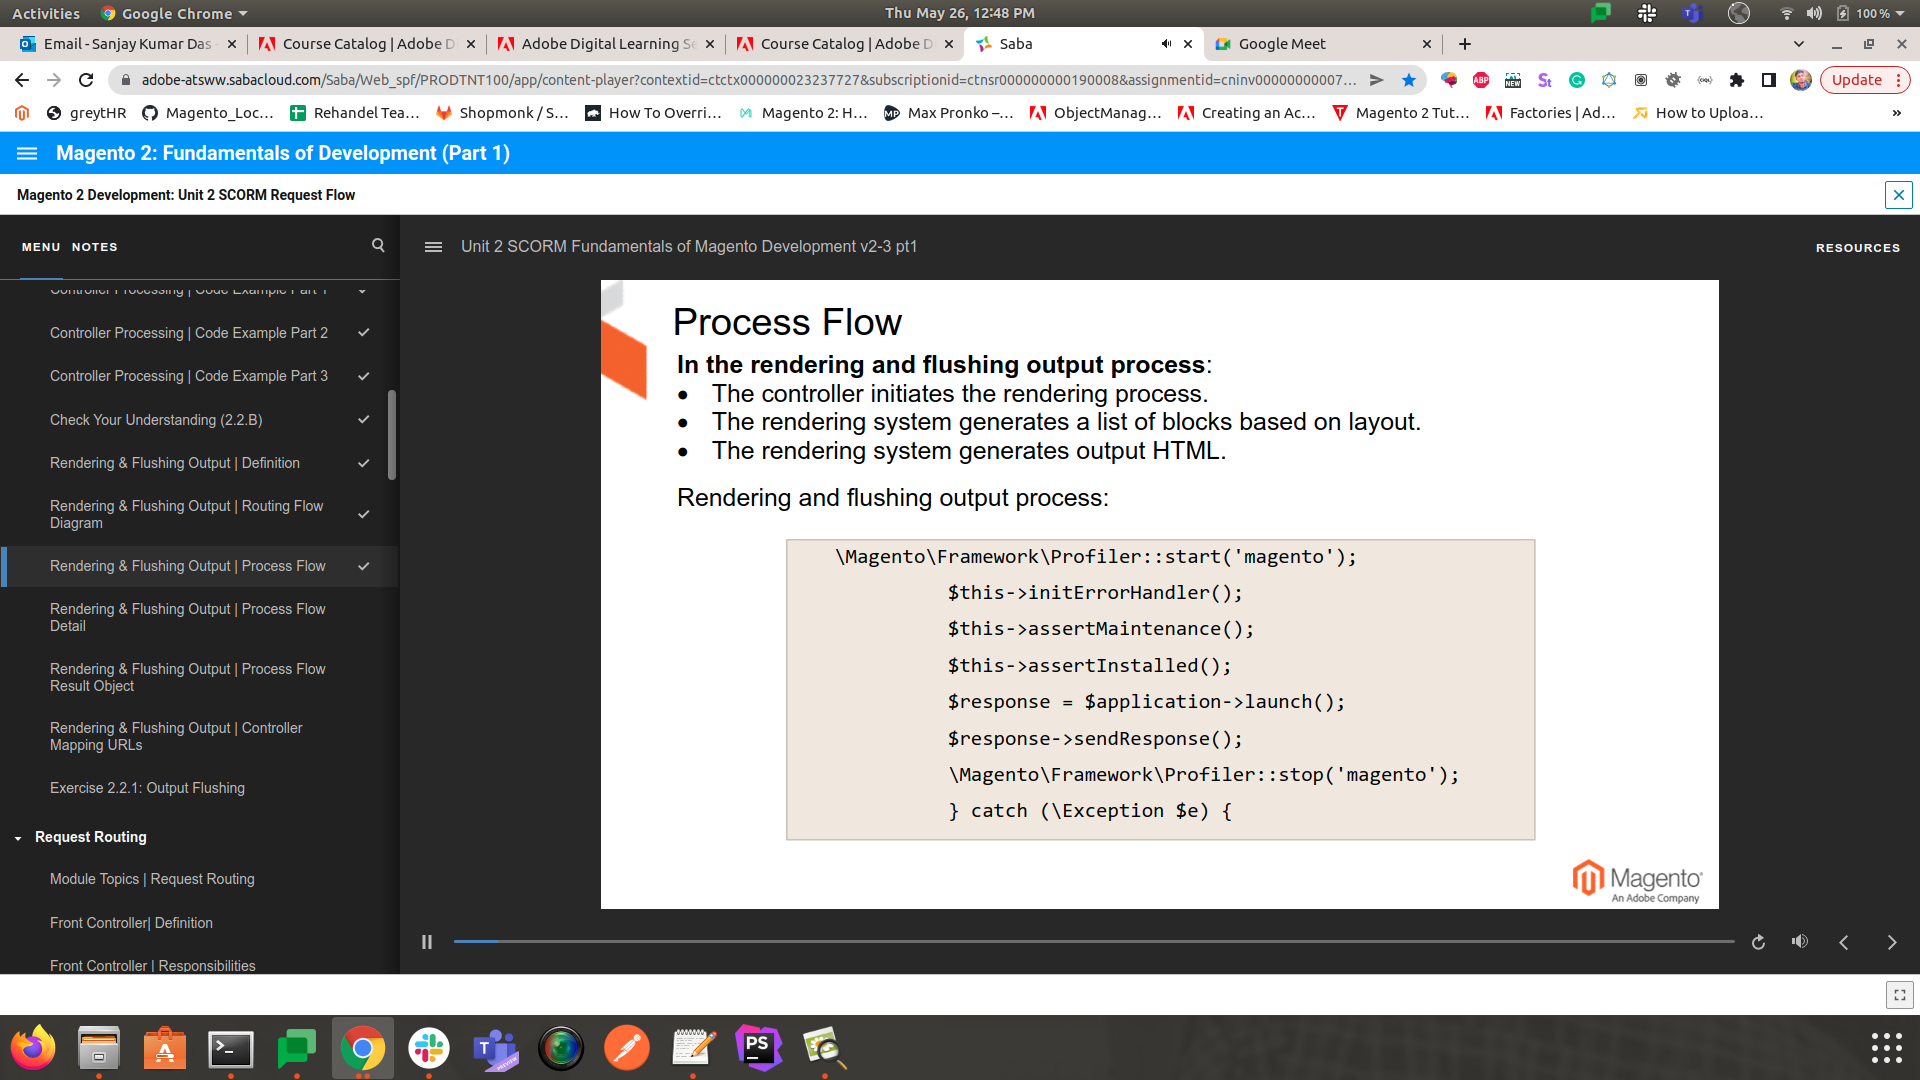 Activities
Google Chrome
Thu May 26, 12:48 PM
100 %
Email - Sanjay Kumar Das
Course Catalog | Adobe D
Adobe Digital Learning Se
Course Catalog | Adobe D
Saba
Google Meet
adobe-atsww.sabacloud.com/Saba/Web_spf/PRODTNT100/app/content-player?contextid=ctctx000000023237727&subscriptionid=ctnsr000000000190008&assignmentid=cninv00000000007...
ABP
NEW
Update
greytHR
Magento_Loc...
Rehandel Tea...
Shopmonk / S...
How To Overri...
Magento 2: H...
Max Pronko –...
ObjectManag...
Creating an Ac...
Magento 2 Tut...
Factories | Ad...
How to Uploa...
»
Magento 2: Fundamentals of Development (Part 1)
Magento 2 Development: Unit 2 SCORM Request Flow
MENU
NOTES
Unit 2 SCORM Fundamentals of Magento Development v2-3 pt1
RESOURCES
Controller Processing | Code Example Part 1
Controller Processing | Code Example Part 2
Controller Processing | Code Example Part 3
Check Your Understanding (2.2.B)
Rendering & Flushing Output | Definition
Rendering & Flushing Output | Routing Flow
Diagram
Rendering & Flushing Output | Process Flow
Rendering & Flushing Output | Process Flow
Detail
Rendering & Flushing Output | Process Flow
Result Object
Rendering & Flushing Output | Controller
Mapping URLs
Exercise 2.2.1: Output Flushing
Request Routing
Module Topics | Request Routing
Front Controller| Definition
Front Controller | Responsibilities
Process Flow
In the rendering and flushing output process:
• The controller initiates the rendering process.
• The rendering system generates a list of blocks based on layout.
• The rendering system generates output HTML.
Rendering and flushing output process:
\Magento\Framework\Profiler::start('magento');
$this->initErrorHandler();
$this->assertMaintenance();
$this->assertInstalled();
$response = $application->launch();
$response->sendResponse();
\Magento\Framework\Profiler::stop('magento');
} catch (\Exception $e) {
Magento
An Adobe Company